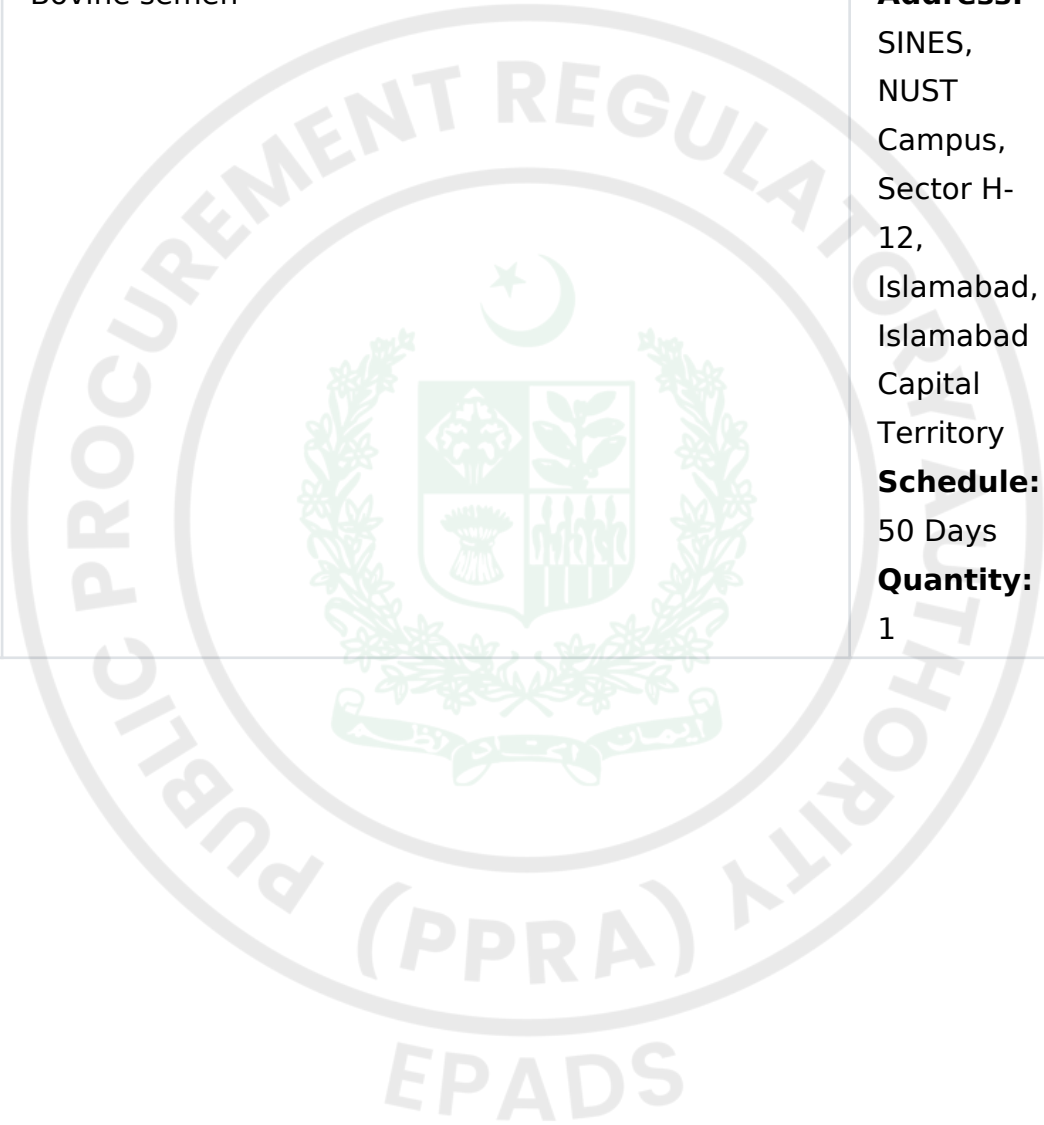 Bovine semen
Address:
SINES,
NUST
Campus,
Sector H-
12,
Islamabad,
Islamabad
Capital
Territory
Schedule:
50 Days
Quantity:
1
PUBLIC PROCUREMENT REGULATORY AUTHORITY
(PPRA)
EPADS